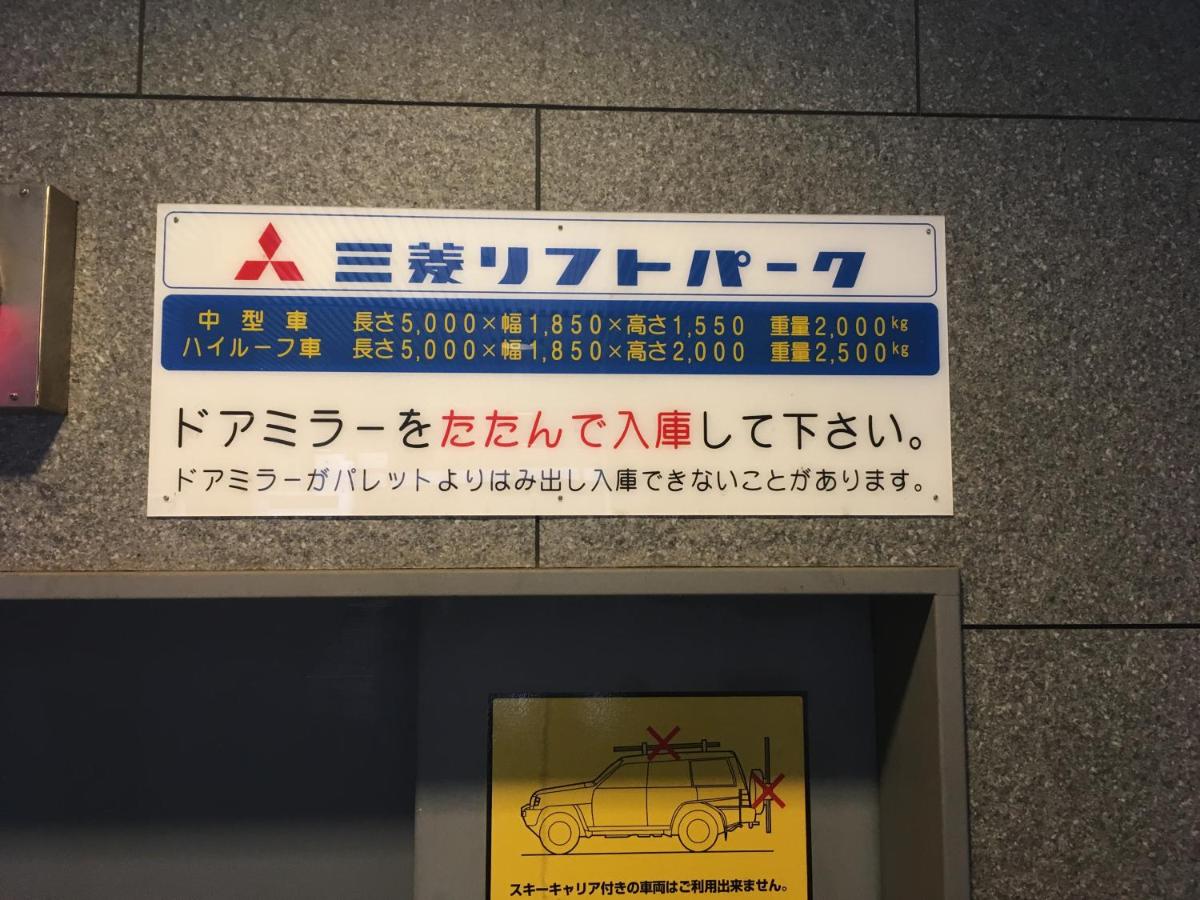 三菱リフトパーク
中型車 長さ5,000×幅1,850×高さ1,550 重量2,000kg
ハイルーフ車 長さ5,000×幅1,850×高さ2,000 重量2,500kg
ドアミラーをたたんで入庫して下さい。
ドアミラーがパレットよりはみ出し入庫できないことがあります。
スキーキャリア付きの車両はご利用出来ません。